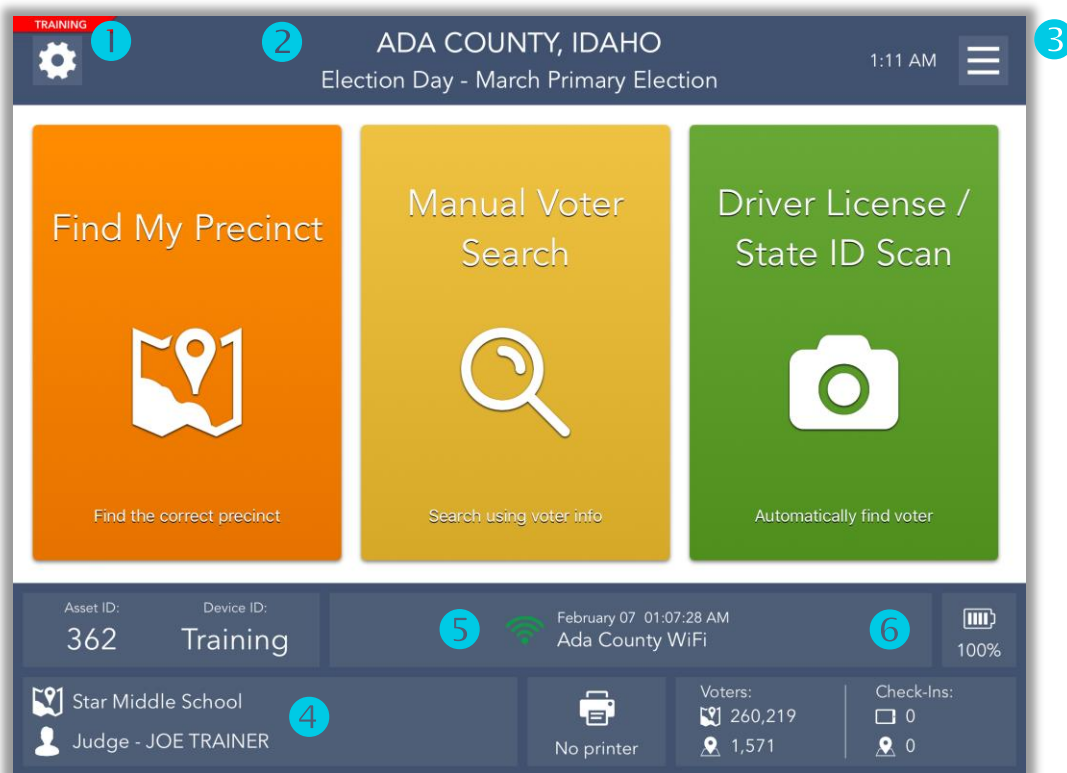 TRAINING
1
2
ADA COUNTY, IDAHO
Election Day - March Primary Election
1:11 AM
3
Find My Precinct
Find the correct precinct
Manual Voter
Search
Search using voter info
Driver License /
State ID Scan
Automatically find voter
Asset ID:
362
Device ID:
Training
5
February 07 01:07:28 AM
Ada County WiFi
6
100%
Star Middle School
Judge - JOE TRAINER
4
No printer
Voters:
260,219
1,571
Check-Ins:
0
0